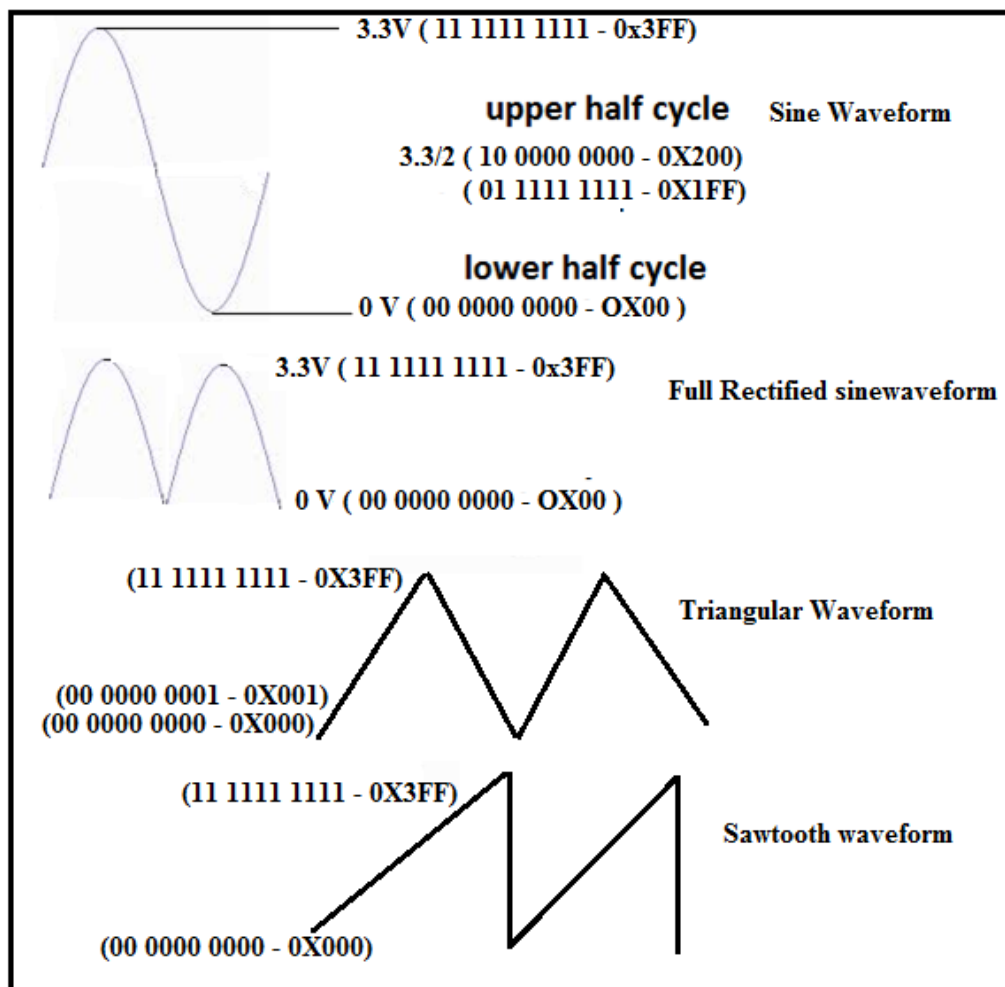 3.3V ( 11 1111 1111 - 0x3FF)
upper half cycle
Sine Waveform
3.3/2 ( 10 0000 0000 - 0X200)
( 01 1111 1111 - 0X1FF)
lower half cycle
0 V ( 00 0000 0000 - OX00 )
3.3V ( 11 1111 1111 - 0x3FF)
Full Rectified sinewaveform
0 V ( 00 0000 0000 - OX00 )
(11 1111 1111 - 0X3FF)
Triangular Waveform
(00 0000 0001 - 0X001)
(00 0000 0000 - 0X000)
(11 1111 1111 - 0X3FF)
Sawtooth waveform
(00 0000 0000 - 0X000)